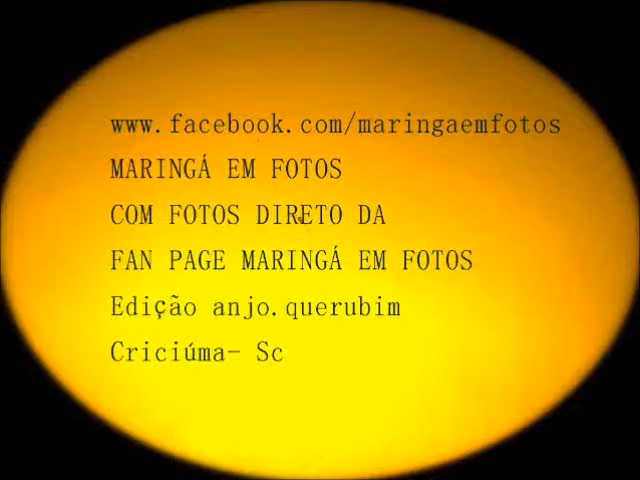 www.facebook.com/maringaemfotos
MARINGÁ EM FOTOS
COM FOTOS DIRETO DA
FAN PAGE MARINGÁ EM FOTOS
Edição anjo.querubim
Criciúma- Sc